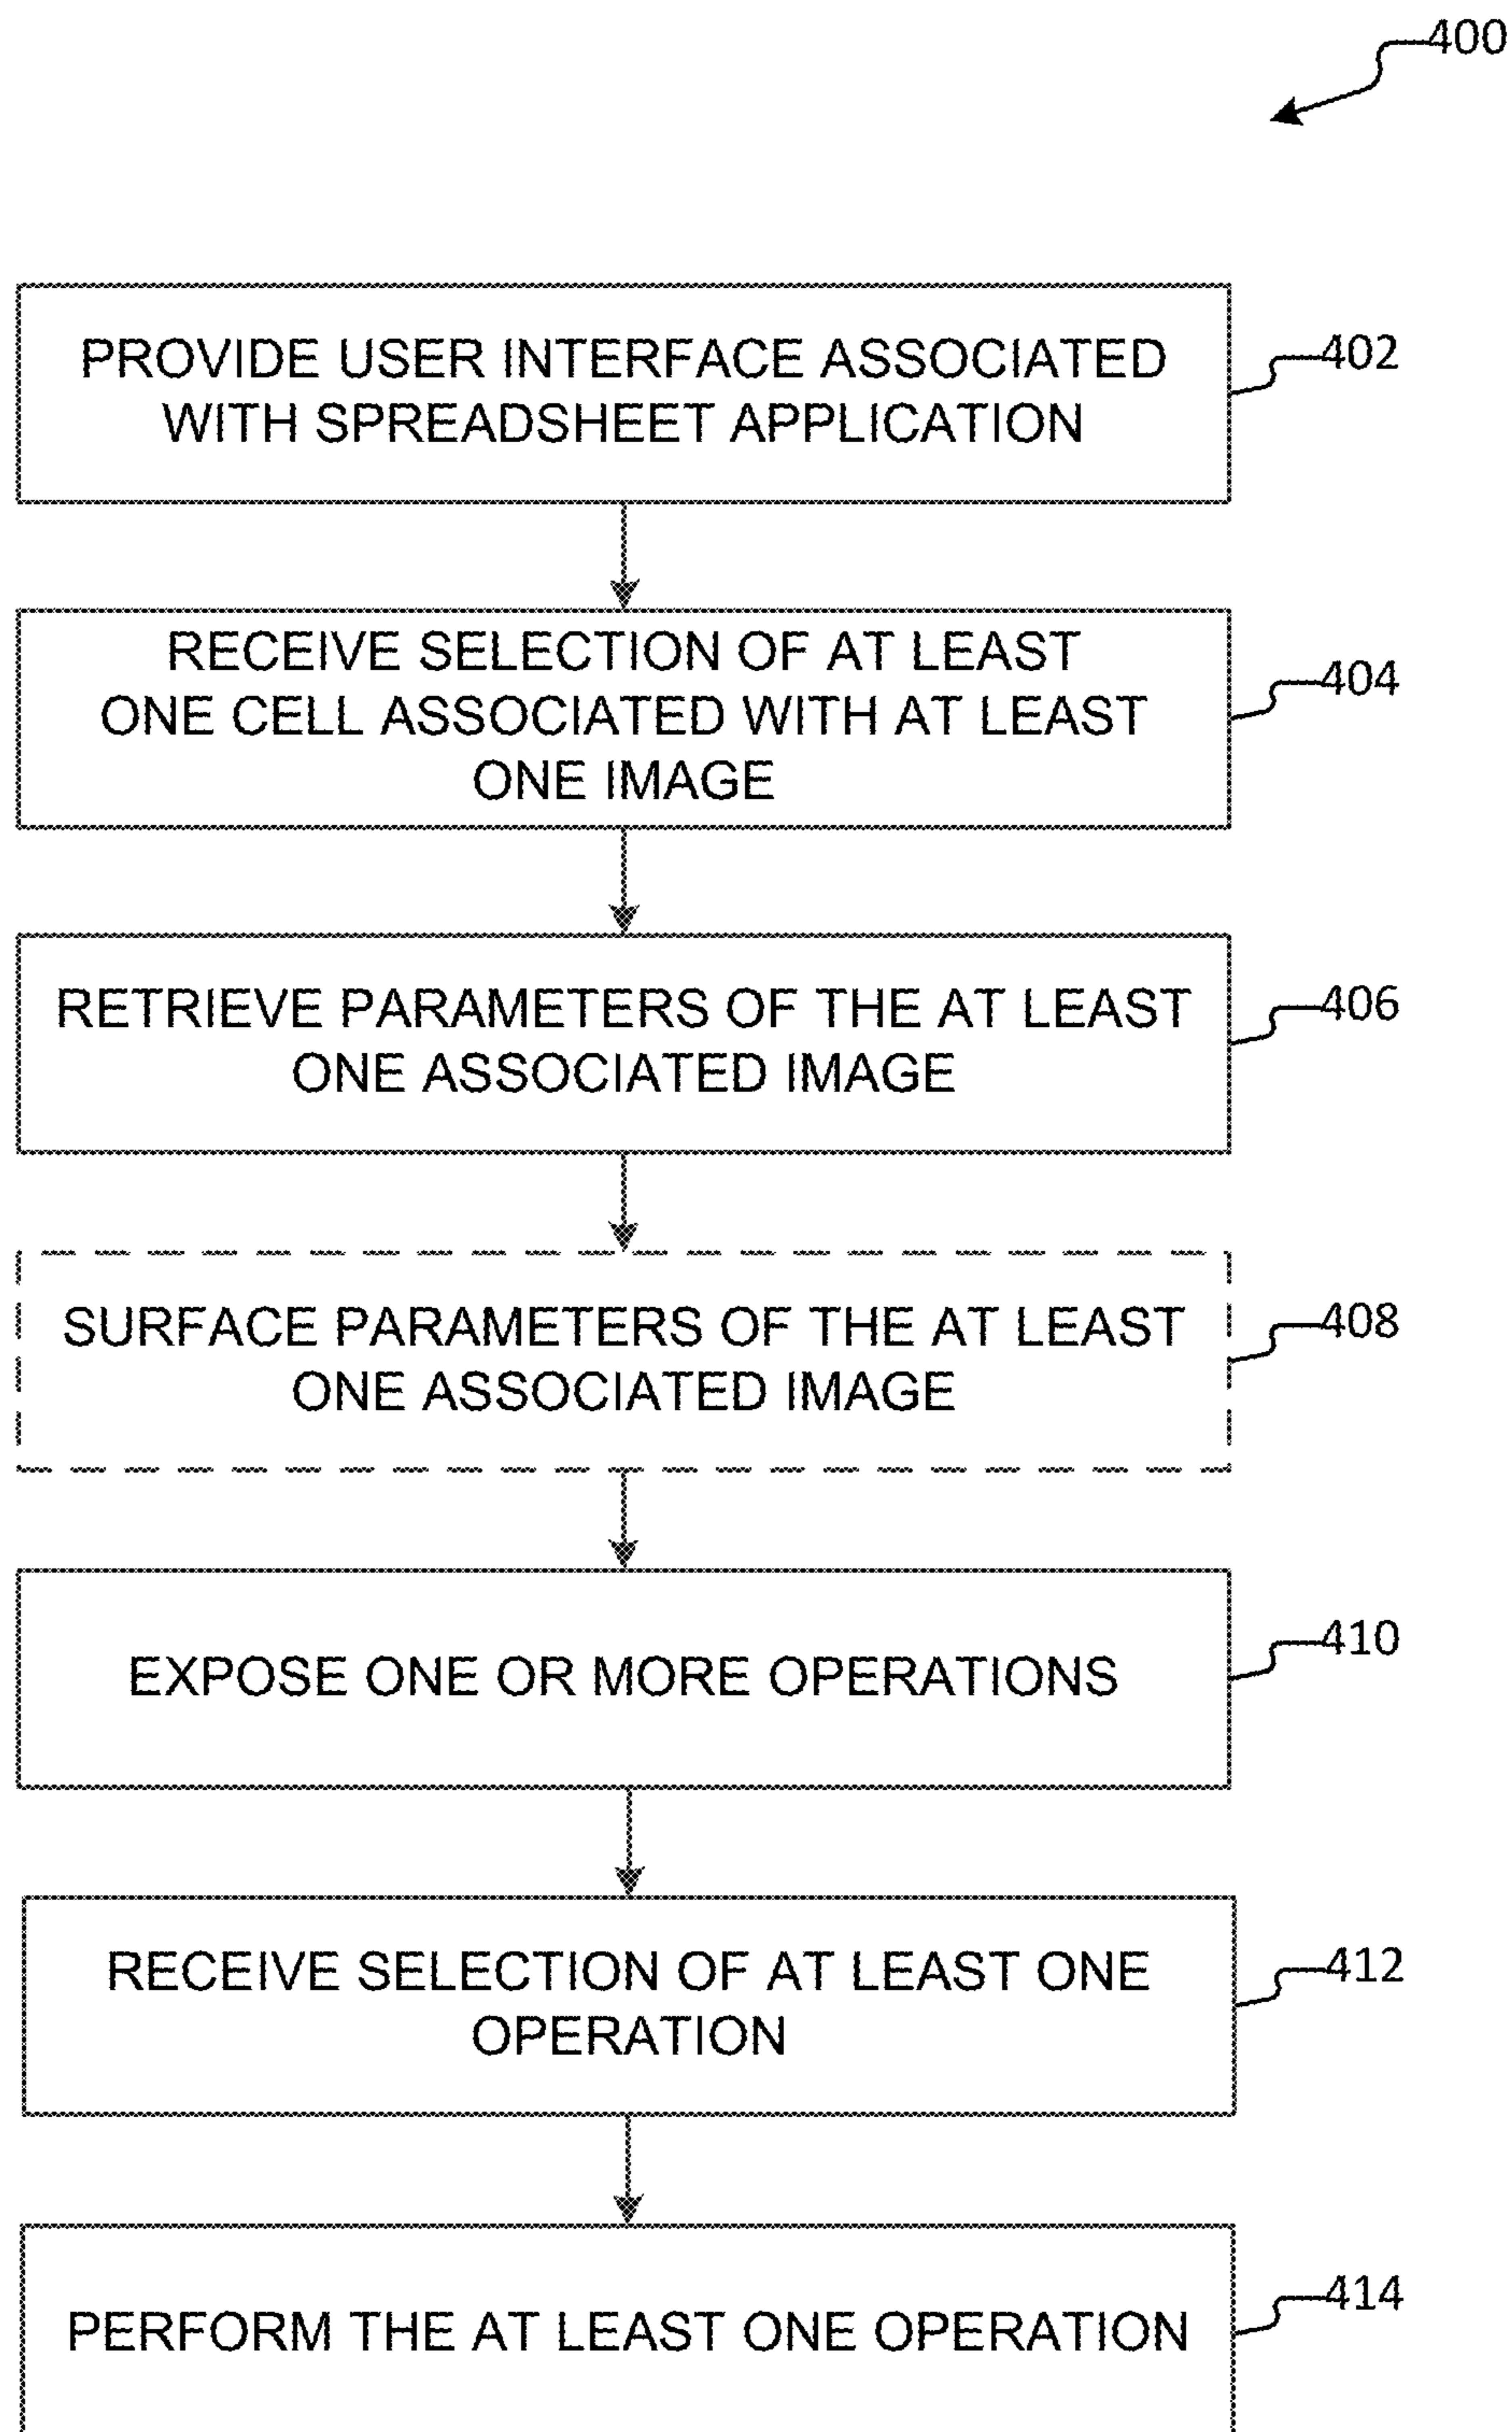 400
PROVIDE USER INTERFACE ASSOCIATED
WITH SPREADSHEET APPLICATION
402
RECEIVE SELECTION OF AT LEAST
ONE CELL ASSOCIATED WITH AT LEAST
ONE IMAGE
404
RETRIEVE PARAMETERS OF THE AT LEAST
ONE ASSOCIATED IMAGE
406
SURFACE PARAMETERS OF THE AT LEAST
ONE ASSOCIATED IMAGE
408
EXPOSE ONE OR MORE OPERATIONS
410
RECEIVE SELECTION OF AT LEAST ONE
OPERATION
412
PERFORM THE AT LEAST ONE OPERATION
414